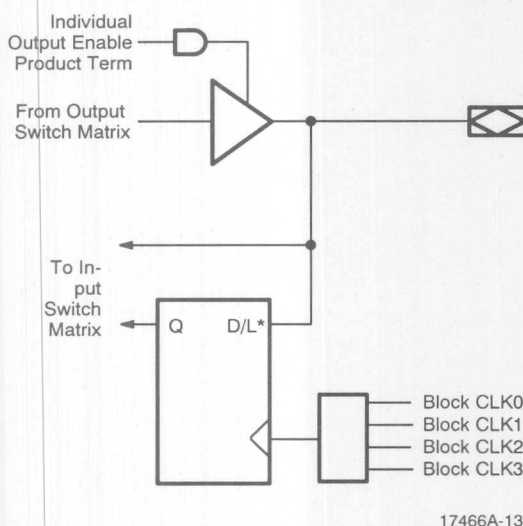 Individual
Output Enable
Product Term
From Output
Switch Matrix
To In-
put
Switch
Matrix
Q
D/L*
Block CLK0
Block CLK1
Block CLK2
Block CLK3
17466A-13